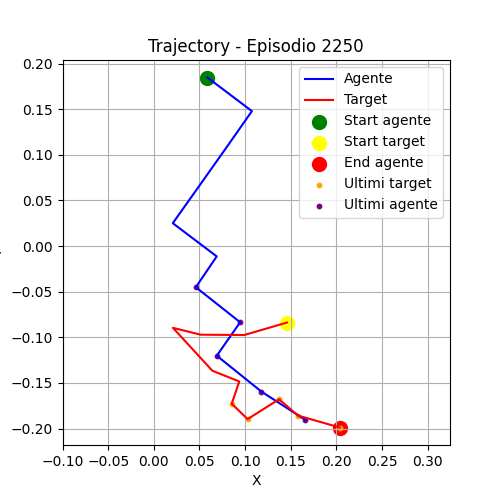 Trajectory - Episodio 2250
0.20
0.15
0.10
0.05
0.00
−0.05
−0.10
−0.15
−0.20
Agente
Target
Start agente
Start target
End agente
Ultimi target
Ultimi agente
−0.10 −0.05 0.00 0.05 0.10 0.15 0.20 0.25 0.30
X